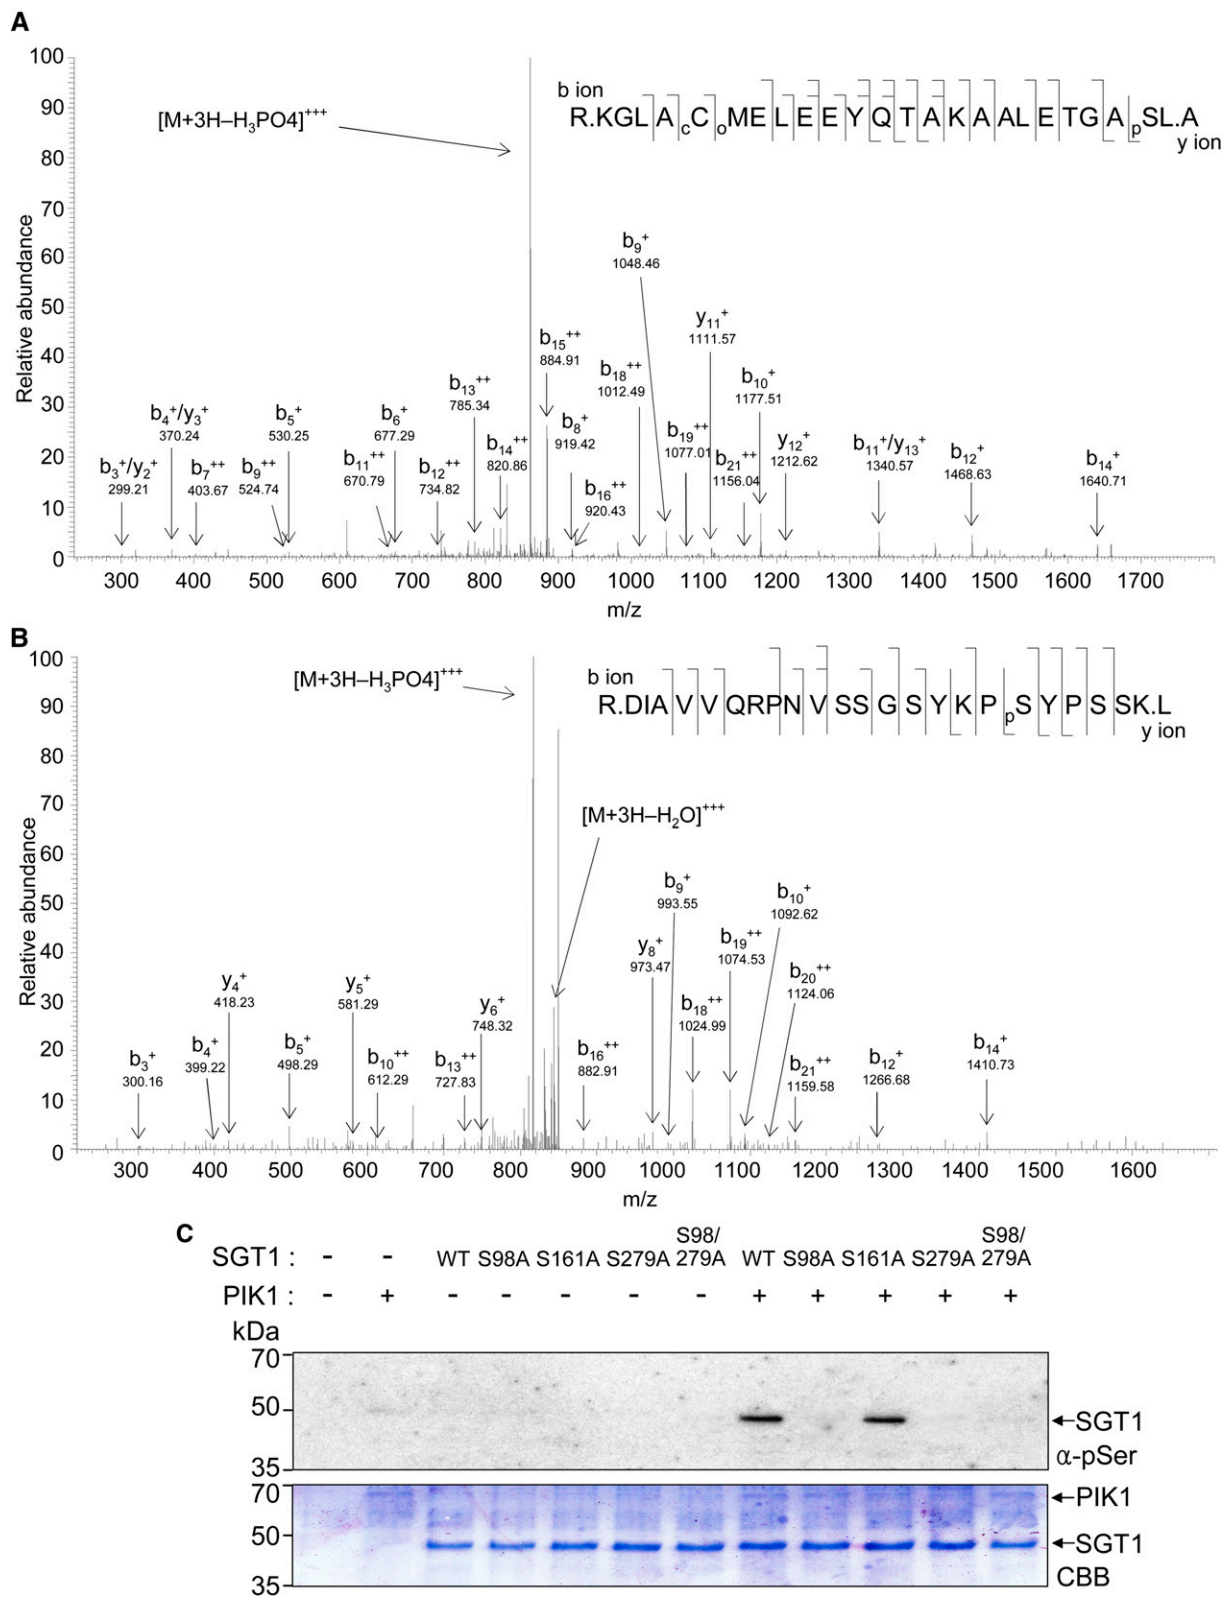 A
100
90
80
70
60
50
40
30
20
10
0
Relative abundance
[M+3H–H3PO4]+++
b ion
R.KGLAcCoMELEEYQTAKAALETGApSL.A
y ion
b9+
1048.46
y11+
1111.57
b15++
884.91
b18++
1012.49
b10+
1177.51
b13++
785.34
b4+/y3+
370.24
b5+
530.25
b6+
677.29
b8+
919.42
b19++
1077.01
y12+
1212.62
b14++
820.86
b11+/y13+
1340.57
b12+
1468.63
b3+/y2+
299.21
b7++
403.67
b9++
524.74
b11++
670.79
b12++
734.82
b21++
1156.04
b14+
1640.71
b16++
920.43
300 400 500 600 700 800 900 1000 1100 1200 1300 1400 1500 1600 1700
m/z
B
100
90
80
70
60
50
40
30
20
10
0
Relative abundance
[M+3H–H3PO4]+++
b ion
R.DIAVVQRPNVSSGSYKPpSYPSSK.L
y ion
[M+3H–H2O]+++
b9+
993.55
b10+
1092.62
y8+
973.47
b19++
1074.53
b20++
1124.06
y4+
418.23
y5+
581.29
y6+
748.32
b18++
1024.99
b3+
300.16
b4+
399.22
b5+
498.29
b10++
612.29
b13++
727.83
b16++
882.91
b21++
1159.58
b12+
1266.68
b14+
1410.73
300 400 500 600 700 800 900 1000 1100 1200 1300 1400 1500 1600
m/z
C
SGT1 : - - WT S98A S161A S279A S98/279A WT S98A S161A S279A S98/279A
PIK1 : - + - - - - - + + + + +
kDa
70
50
35
←SGT1
α-pSer
70
50
35
←PIK1
←SGT1
CBB